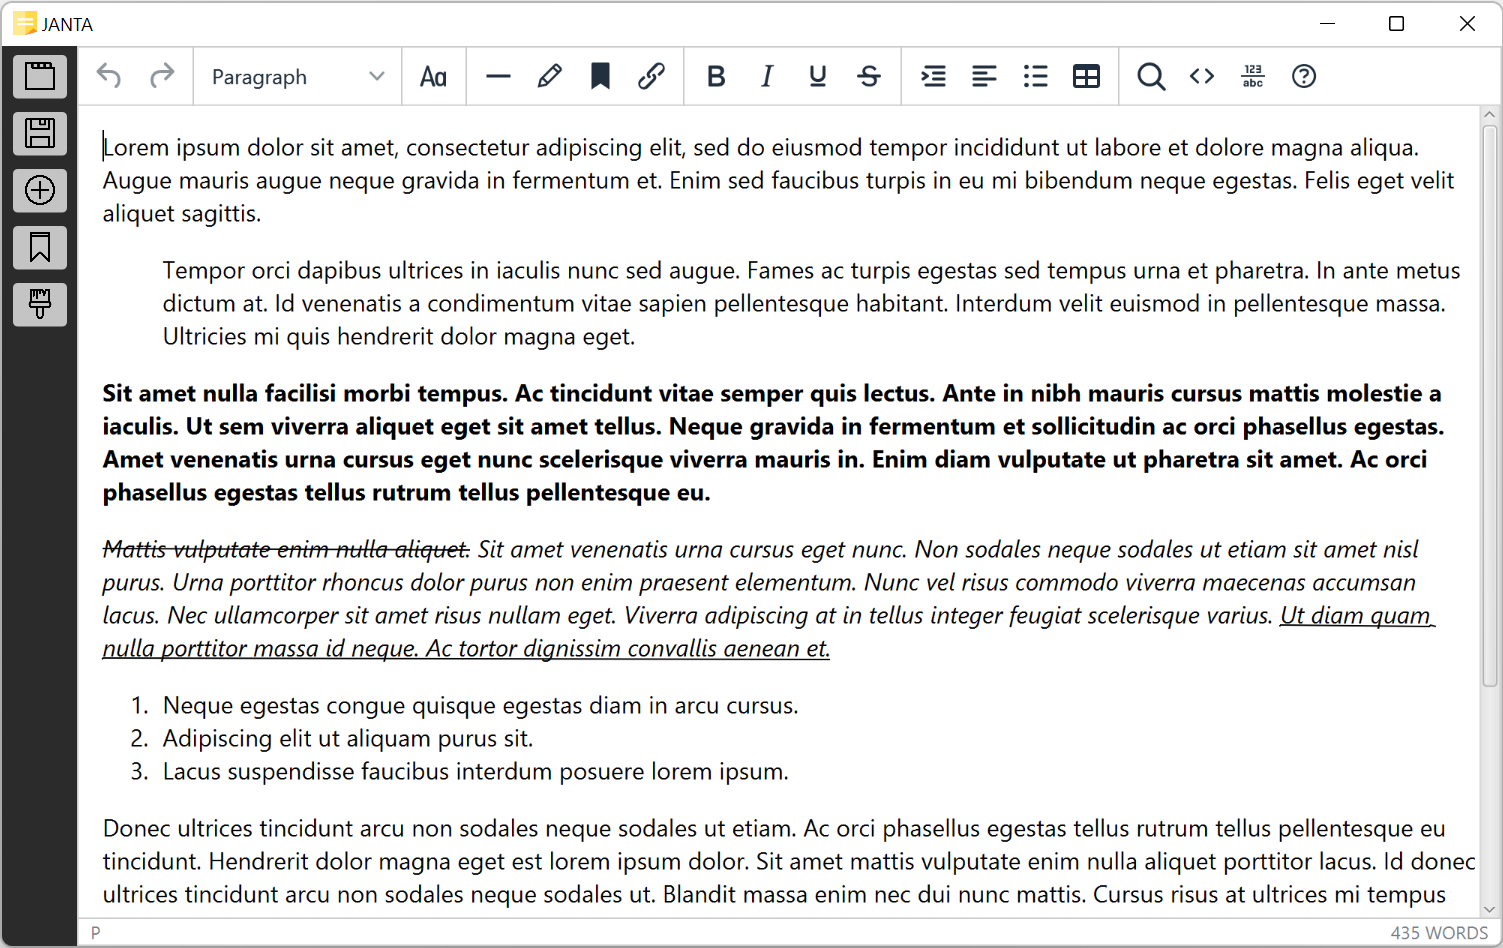 JANTA
Paragraph
Aa
B I U S
123
abc
Lorem ipsum dolor sit amet, consectetur adipiscing elit, sed do eiusmod tempor incididunt ut labore et dolore magna aliqua.
Augue mauris augue neque gravida in fermentum et. Enim sed faucibus turpis in eu mi bibendum neque egestas. Felis eget velit
aliquet sagittis.
Tempor orci dapibus ultrices in iaculis nunc sed augue. Fames ac turpis egestas sed tempus urna et pharetra. In ante metus
dictum at. Id venenatis a condimentum vitae sapien pellentesque habitant. Interdum velit euismod in pellentesque massa.
Ultricies mi quis hendrerit dolor magna eget.
Sit amet nulla facilisi morbi tempus. Ac tincidunt vitae semper quis lectus. Ante in nibh mauris cursus mattis molestie a
iaculis. Ut sem viverra aliquet eget sit amet tellus. Neque gravida in fermentum et sollicitudin ac orci phasellus egestas.
Amet venenatis urna cursus eget nunc scelerisque viverra mauris in. Enim diam vulputate ut pharetra sit amet. Ac orci
phasellus egestas tellus rutrum tellus pellentesque eu.
Mattis vulputate enim nulla aliquet. Sit amet venenatis urna cursus eget nunc. Non sodales neque sodales ut etiam sit amet nisl
purus. Urna porttitor rhoncus dolor purus non enim praesent elementum. Nunc vel risus commodo viverra maecenas accumsan
lacus. Nec ullamcorper sit amet risus nullam eget. Viverra adipiscing at in tellus integer feugiat scelerisque varius. Ut diam quam
nulla porttitor massa id neque. Ac tortor dignissim convallis aenean et.
1. Neque egestas congue quisque egestas diam in arcu cursus.
2. Adipiscing elit ut aliquam purus sit.
3. Lacus suspendisse faucibus interdum posuere lorem ipsum.
Donec ultrices tincidunt arcu non sodales neque sodales ut etiam. Ac orci phasellus egestas tellus rutrum tellus pellentesque eu
tincidunt. Hendrerit dolor magna eget est lorem ipsum dolor. Sit amet mattis vulputate enim nulla aliquet porttitor lacus. Id donec
ultrices tincidunt arcu non sodales neque sodales ut. Blandit massa enim nec dui nunc mattis. Cursus risus at ultrices mi tempus
P
435 WORDS